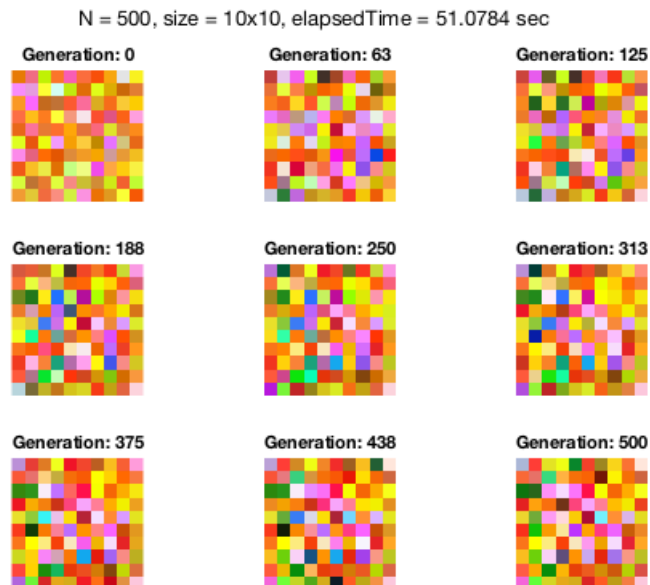 N = 500, size = 10x10, elapsedTime = 51.0784 sec
Generation: 0
Generation: 63
Generation: 125
Generation: 188
Generation: 250
Generation: 313
Generation: 375
Generation: 438
Generation: 500